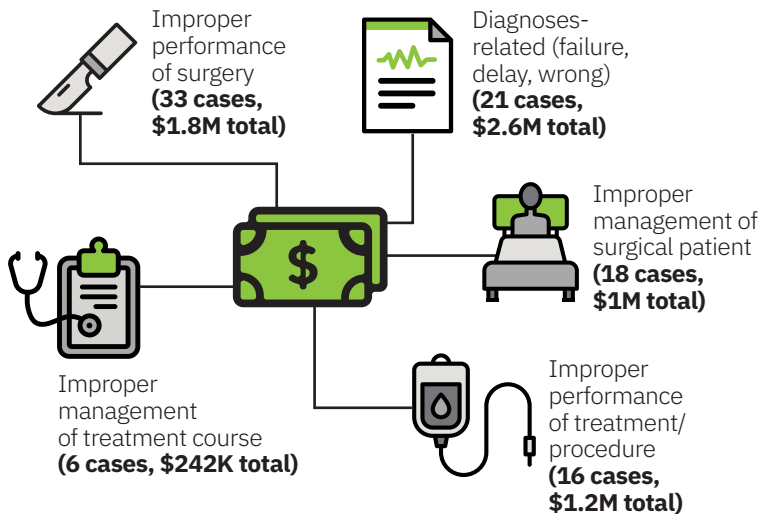 Improper
performance
of surgery
(33 cases,
$1.8M total)
Diagnoses-
related (failure,
delay, wrong)
(21 cases,
$2.6M total)
$
Improper
management of
surgical patient
(18 cases,
$1M total)
Improper
management
of treatment course
(6 cases, $242K total)
Improper
performance
of treatment/
procedure
(16 cases,
$1.2M total)